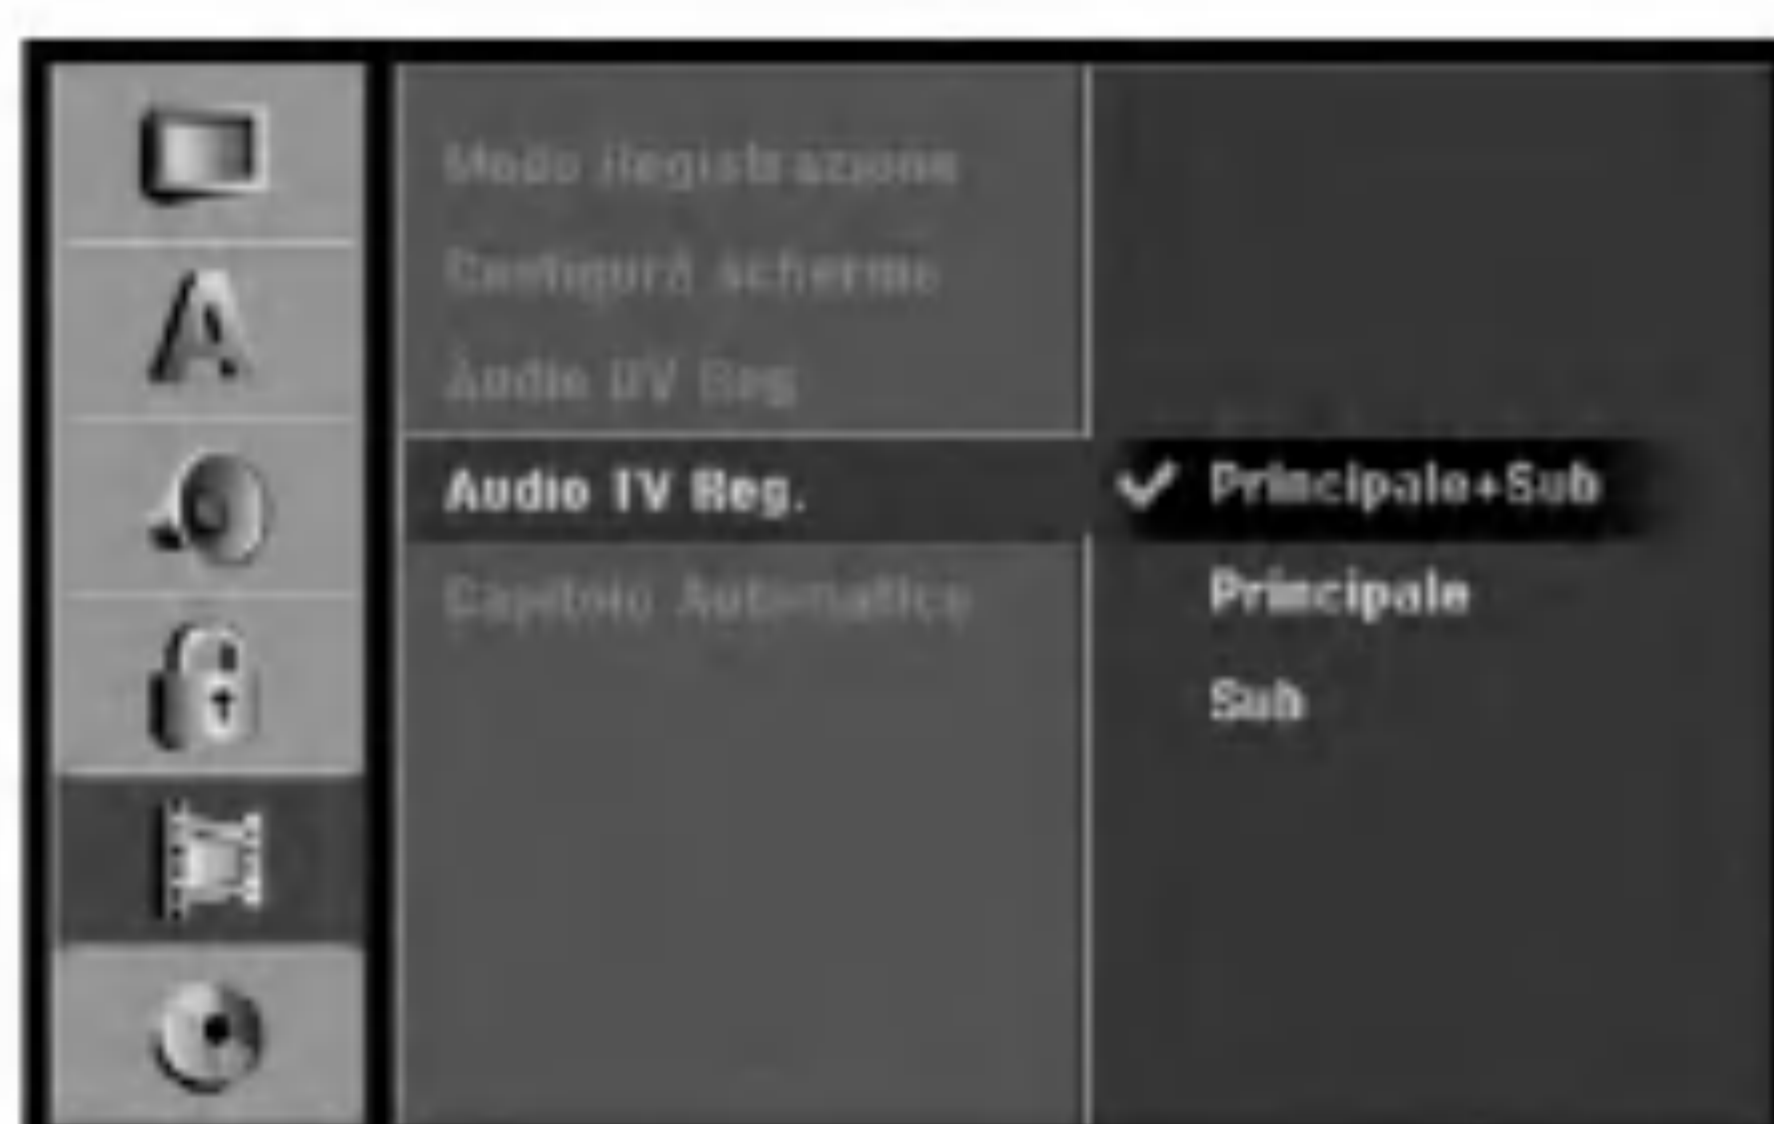 Modo Registrazione
Configura schermo
Audio DV Reg
Audio TV Reg.
Capitolo Automatico
Principale+Sub
Principale
Sub